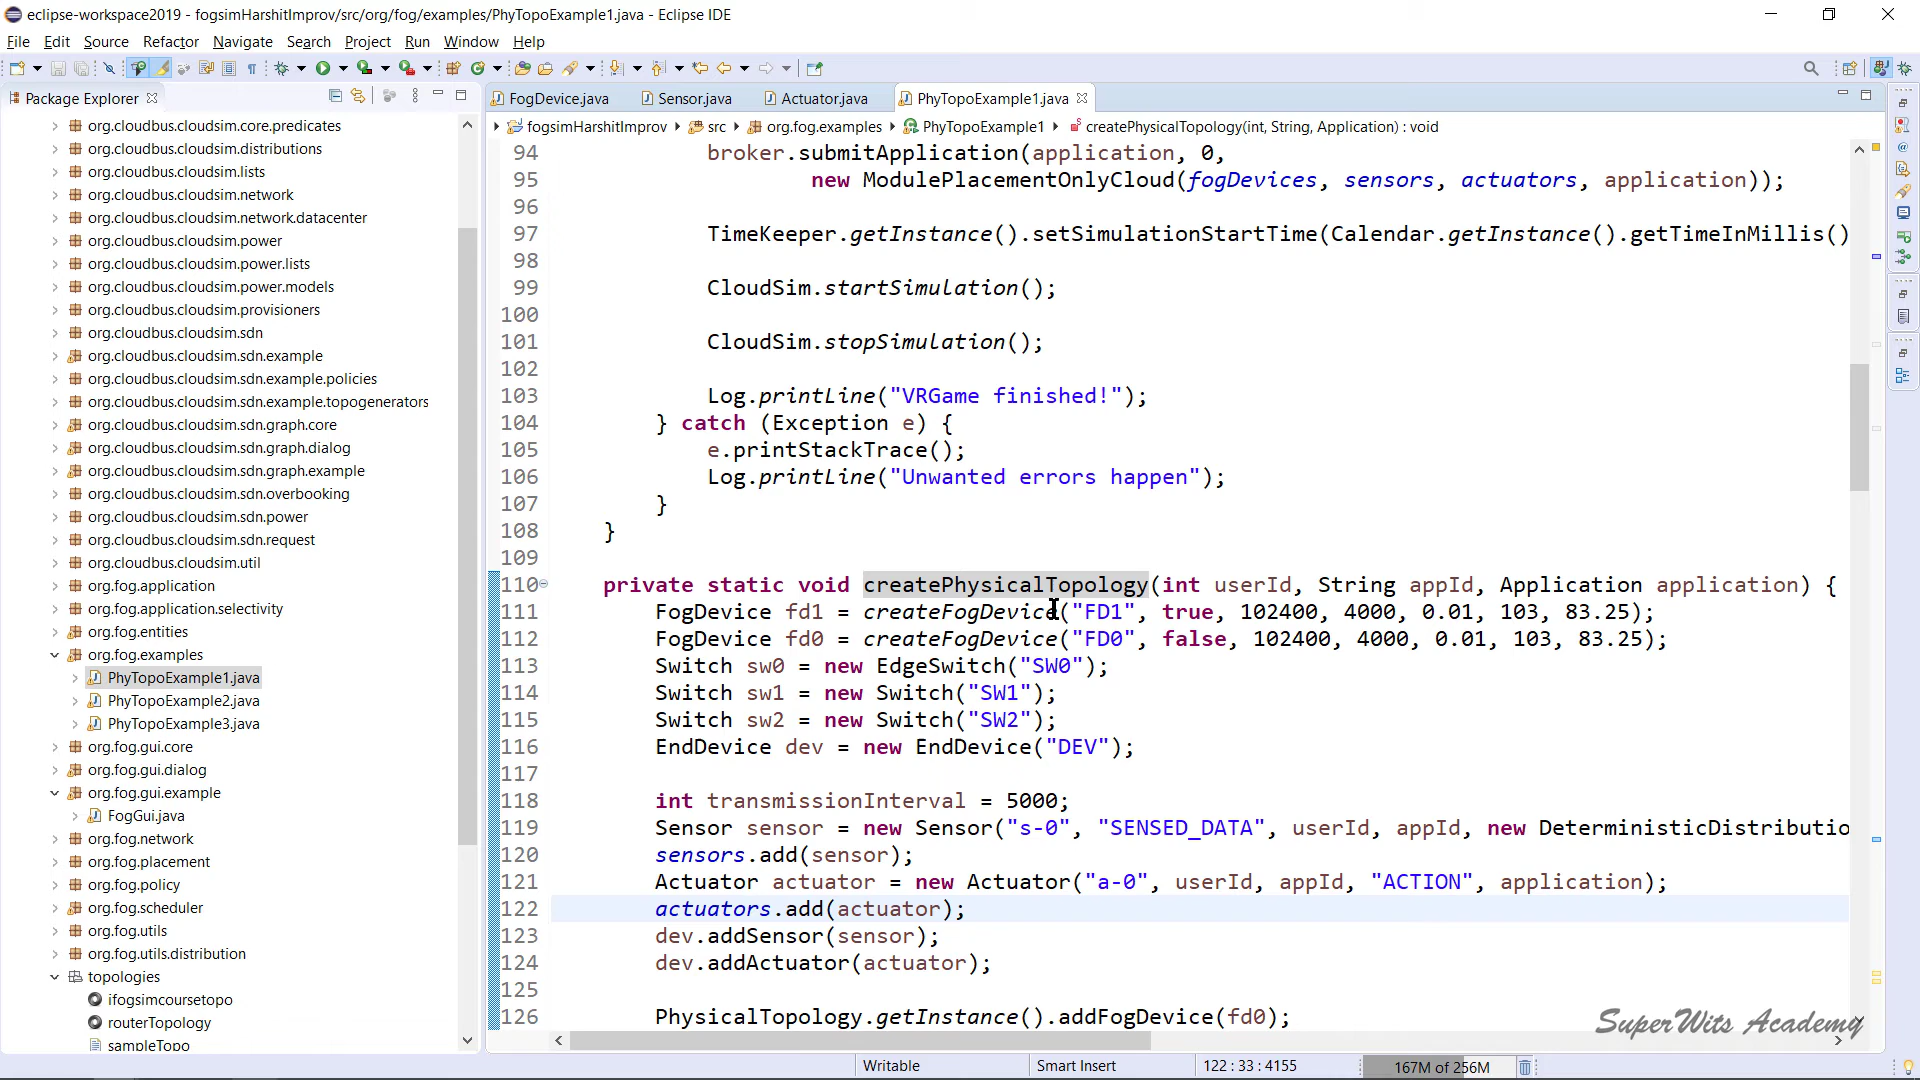 eclipse-workspace2019 - fogsimHarshitImprov/src/org/fog/examples/PhyTopoExample1.java - Eclipse IDE
File Edit Source Refactor Navigate Search Project Run Window Help
Package Explorer
FogDevice.java Sensor.java Actuator.java PhyTopoExample1.java
fogsimHarshitImprov src org.fog.examples PhyTopoExample1 createPhysicalTopology(int, String, Application) : void
org.cloudbus.cloudsim.core.predicates
org.cloudbus.cloudsim.distributions
org.cloudbus.cloudsim.lists
org.cloudbus.cloudsim.network
org.cloudbus.cloudsim.network.datacenter
org.cloudbus.cloudsim.power
org.cloudbus.cloudsim.power.lists
org.cloudbus.cloudsim.power.models
org.cloudbus.cloudsim.provisioners
org.cloudbus.cloudsim.sdn
org.cloudbus.cloudsim.sdn.example
org.cloudbus.cloudsim.sdn.example.policies
org.cloudbus.cloudsim.sdn.example.topogenerators
org.cloudbus.cloudsim.sdn.graph.core
org.cloudbus.cloudsim.sdn.graph.dialog
org.cloudbus.cloudsim.sdn.graph.example
org.cloudbus.cloudsim.sdn.overbooking
org.cloudbus.cloudsim.sdn.power
org.cloudbus.cloudsim.sdn.request
org.cloudbus.cloudsim.util
org.fog.application
org.fog.application.selectivity
org.fog.entities
org.fog.examples
PhyTopoExample1.java
PhyTopoExample2.java
PhyTopoExample3.java
org.fog.gui.core
org.fog.gui.dialog
org.fog.gui.example
FogGui.java
org.fog.network
org.fog.placement
org.fog.policy
org.fog.scheduler
org.fog.utils
org.fog.utils.distribution
topologies
ifogsimcoursetopo
routerTopology
sampleTopo
94 broker.submitApplication(application, 0,
95 new ModulePlacementOnlyCloud(fogDevices, sensors, actuators, application));
96
97 TimeKeeper.getInstance().setSimulationStartTime(Calendar.getInstance().getTimeInMillis()
98
99 CloudSim.startSimulation();
100
101 CloudSim.stopSimulation();
102
103 Log.printLine("VRGame finished!");
104 } catch (Exception e) {
105 e.printStackTrace();
106 Log.printLine("Unwanted errors happen");
107 }
108 }
109
110 private static void createPhysicalTopology(int userId, String appId, Application application) {
111 FogDevice fd1 = createFogDevice("FD1", true, 102400, 4000, 0.01, 103, 83.25);
112 FogDevice fd0 = createFogDevice("FD0", false, 102400, 4000, 0.01, 103, 83.25);
113 Switch sw0 = new EdgeSwitch("SW0");
114 Switch sw1 = new Switch("SW1");
115 Switch sw2 = new Switch("SW2");
116 EndDevice dev = new EndDevice("DEV");
117
118 int transmissionInterval = 5000;
119 Sensor sensor = new Sensor("s-0", "SENSED_DATA", userId, appId, new DeterministicDistributio
120 sensors.add(sensor);
121 Actuator actuator = new Actuator("a-0", userId, appId, "ACTION", application);
122 actuators.add(actuator);
123 dev.addSensor(sensor);
124 dev.addActuator(actuator);
125
126 PhysicalTopology.getInstance().addFogDevice(fd0);
SuperWits Academy
Writable Smart Insert 122 : 33 : 4155 167M of 256M